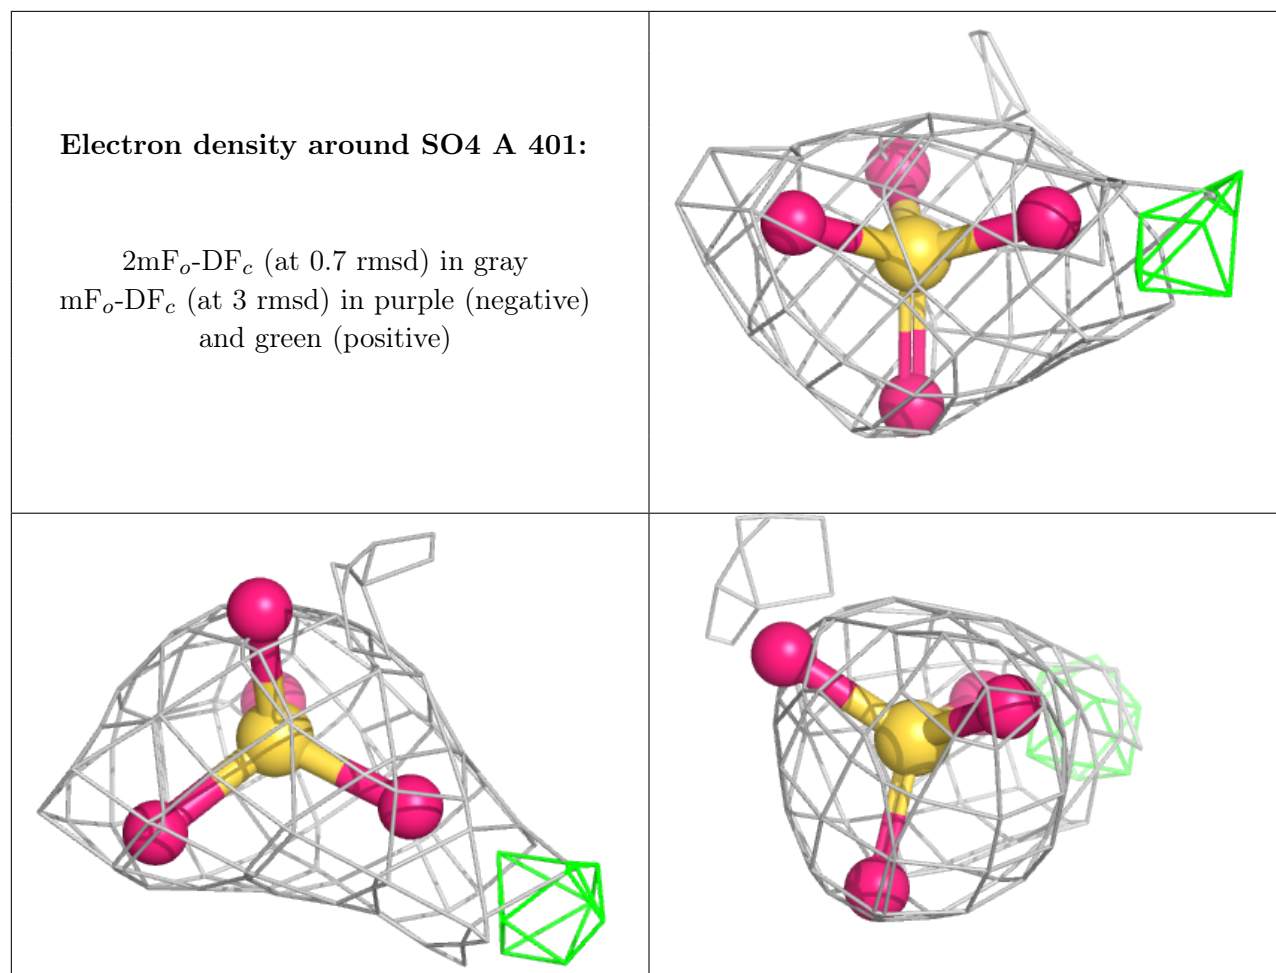 Electron density around SO4 A 401:
2mFo-DFc (at 0.7 rmsd) in gray
mFo-DFc (at 3 rmsd) in purple (negative)
and green (positive)